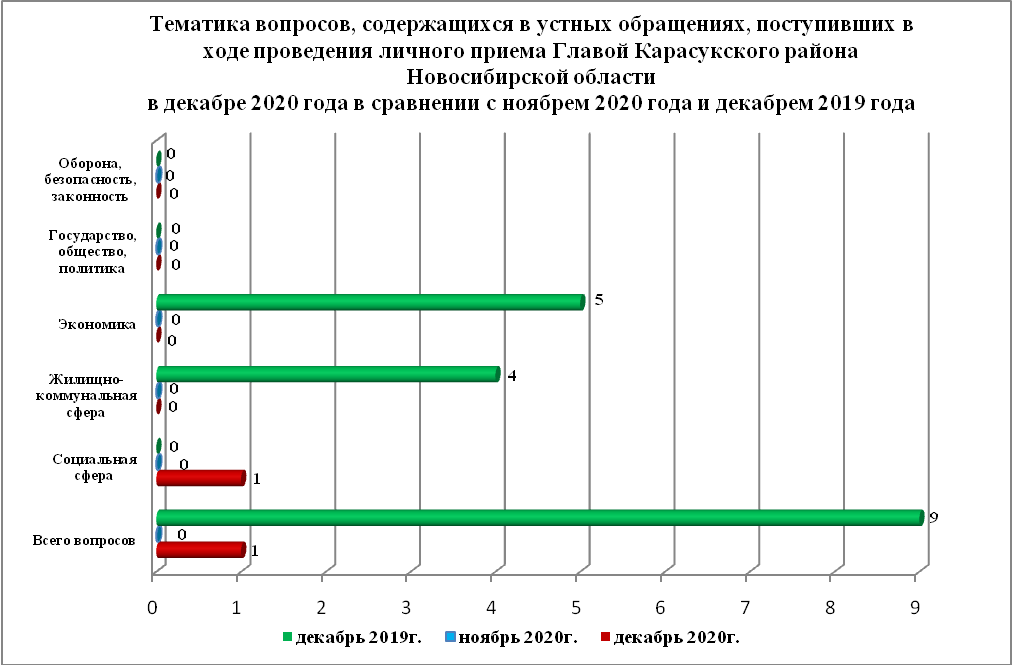 Тематика вопросов, содержащихся в устных обращениях, поступивших в
ходе проведения личного приема Главой Карасукского района
Новосибирской области
в декабре 2020 года в сравнении с ноябрем 2020 года и декабрем 2019 года
Оборона,
безопасность,
законность
0
0
0
Государство,
общество,
политика
0
0
0
Экономика
5
0
0
Жилищно-
коммунальная
сфера
4
0
0
Социальная
сфера
0
0
1
Всего вопросов
9
0
1
0 1 2 3 4 5 6 7 8 9
декабрь 2019г. ноябрь 2020г. декабрь 2020г.